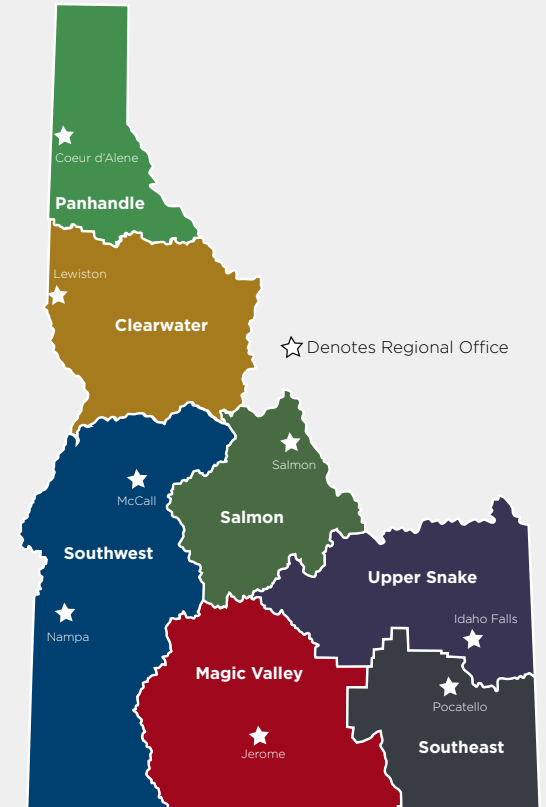 Coeur d'Alene
Panhandle
Lewiston
Clearwater
Denotes Regional Office
Salmon
McCall
Salmon
Southwest
Upper Snake
Idaho Falls
Nampa
Magic Valley
Pocatello
Southeast
Jerome